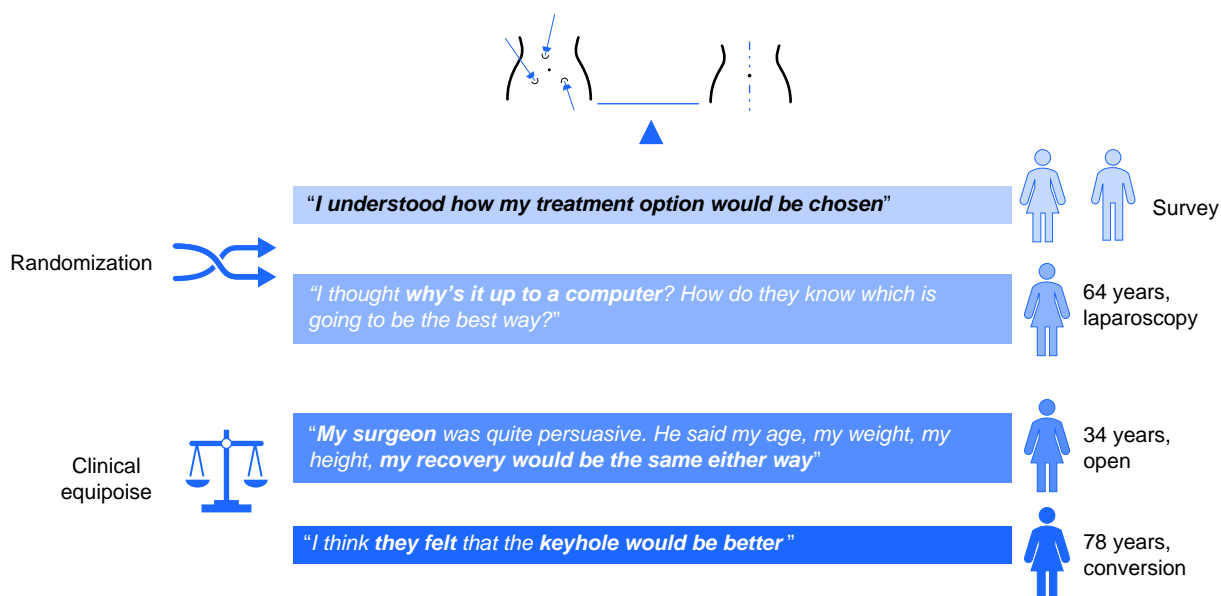 “I understood how my treatment option would be chosen”
Survey
Randomization
“I thought why’s it up to a computer? How do they know which is
going to be the best way?”
64 years,
laparoscopy
Clinical
equipoise
“My surgeon was quite persuasive. He said my age, my weight, my
height, my recovery would be the same either way”
34 years,
open
“I think they felt that the keyhole would be better ”
78 years,
conversion